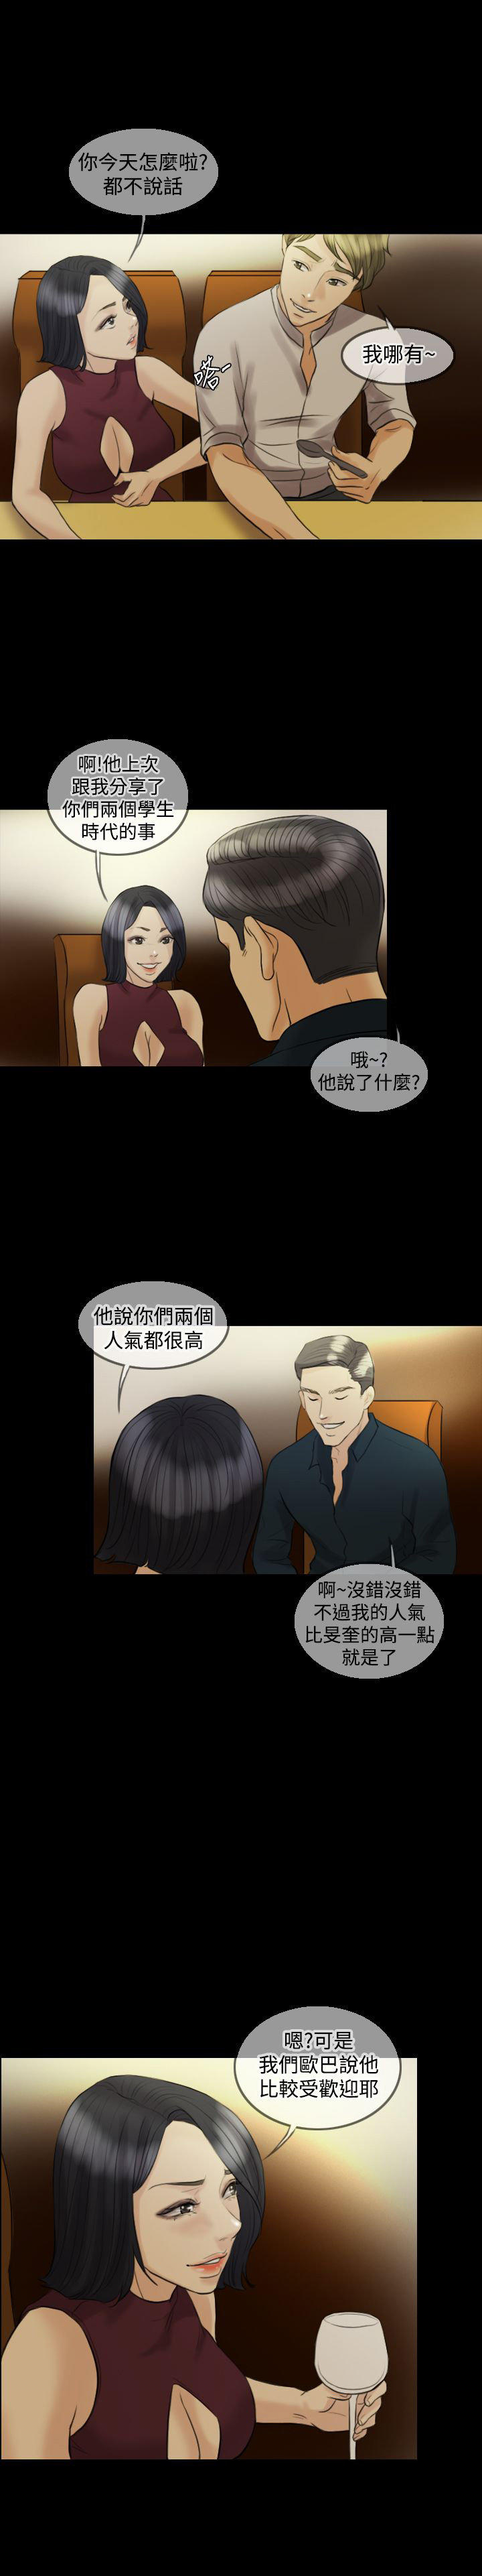 你今天怎麼啦?
都不說話
我哪有~
啊!他上次
跟我分享了
你們兩個學生
時代的事
哦~?
他說了什麼?
他說你們兩個
人氣都很高
啊~沒錯沒錯
不過我的人氣
比旻奎的高一點
就是了
嗯?可是
我們歐巴說他
比較受歡迎耶